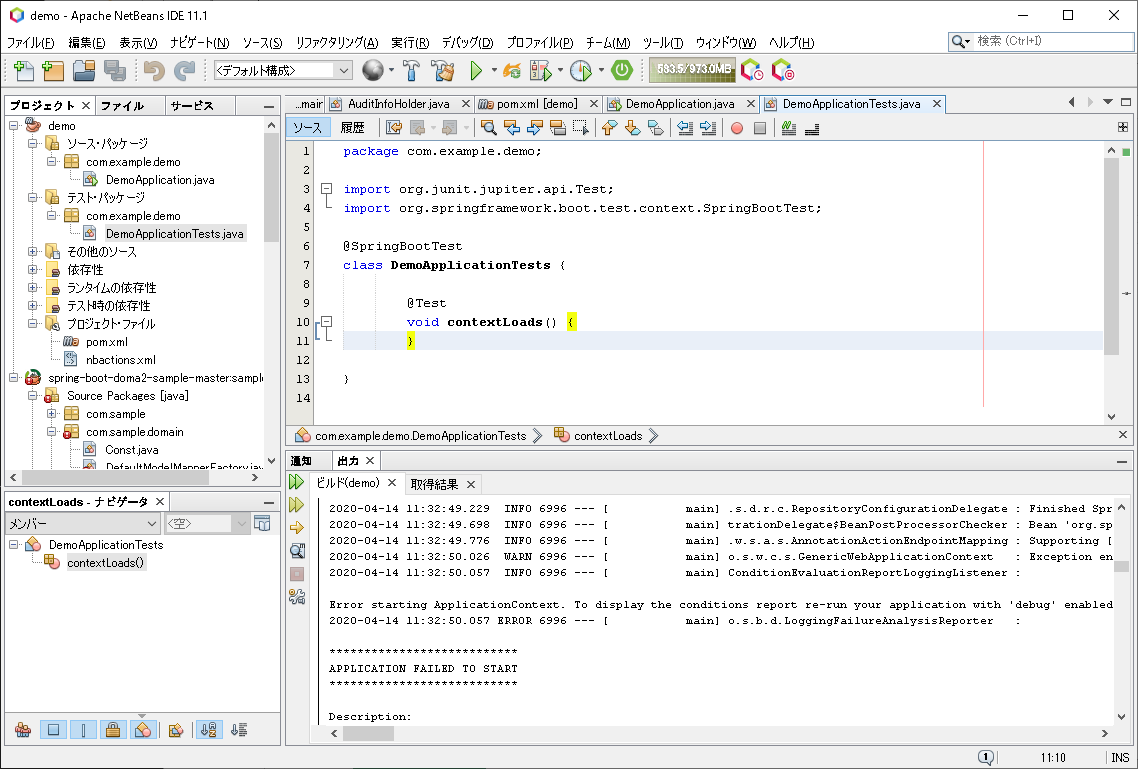 demo - Apache NetBeans IDE 11.1
ファイル(F) 編集(E) 表示(V) ナビゲート(N) ソース(S) リファクタリング(A) 実行(R) デバッグ(D) プロファイル(P) チーム(M) ツール(T) ウィンドウ(W) ヘルプ(H)
検索 (Ctrl+I)
<デフォルト構成>
583.5/973.0MB
プロジェクト ファイル サービス
...main AuditInfoHolder.java pom.xml [demo] DemoApplication.java DemoApplicationTests.java
ソース 履歴
demo
ソース・パッケージ
com.example.demo
DemoApplication.java
テスト・パッケージ
com.example.demo
DemoApplicationTests.java
その他のソース
依存性
ランタイムの依存性
テスト時の依存性
プロジェクト・ファイル
pom.xml
nbactions.xml
spring-boot-doma2-sample-master:sampl
Source Packages [java]
com.sample
com.sample.domain
Const.java
DefaultModelMapperFactory.jav
1 package com.example.demo;
2
3 import org.junit.jupiter.api.Test;
4 import org.springframework.boot.test.context.SpringBootTest;
5
6 @SpringBootTest
7 class DemoApplicationTests {
8
9 @Test
10 void contextLoads() {
11 }
12
13 }
14
com.example.demo.DemoApplicationTests contextLoads
contextLoads - ナビゲータ
メンバー <空>
DemoApplicationTests
contextLoads()
通知 出力
ビルド(demo) 取得結果
2020-04-14 11:32:49.229 INFO 6996 --- [ main] .s.d.r.c.RepositoryConfigurationDelegate : Finished Spr
2020-04-14 11:32:49.698 INFO 6996 --- [ main] trationDelegate$BeanPostProcessorChecker : Bean 'org.sp
2020-04-14 11:32:49.776 INFO 6996 --- [ main] .w.s.a.s.AnnotationActionEndpointMapping : Supporting [
2020-04-14 11:32:50.026 WARN 6996 --- [ main] o.s.w.c.s.GenericWebApplicationContext : Exception en
2020-04-14 11:32:50.057 INFO 6996 --- [ main] ConditionEvaluationReportLoggingListener :
Error starting ApplicationContext. To display the conditions report re-run your application with 'debug' enabled
2020-04-14 11:32:50.057 ERROR 6996 --- [ main] o.s.b.d.LoggingFailureAnalysisReporter :
***************************
APPLICATION FAILED TO START
***************************
Description:
1 11:10 INS